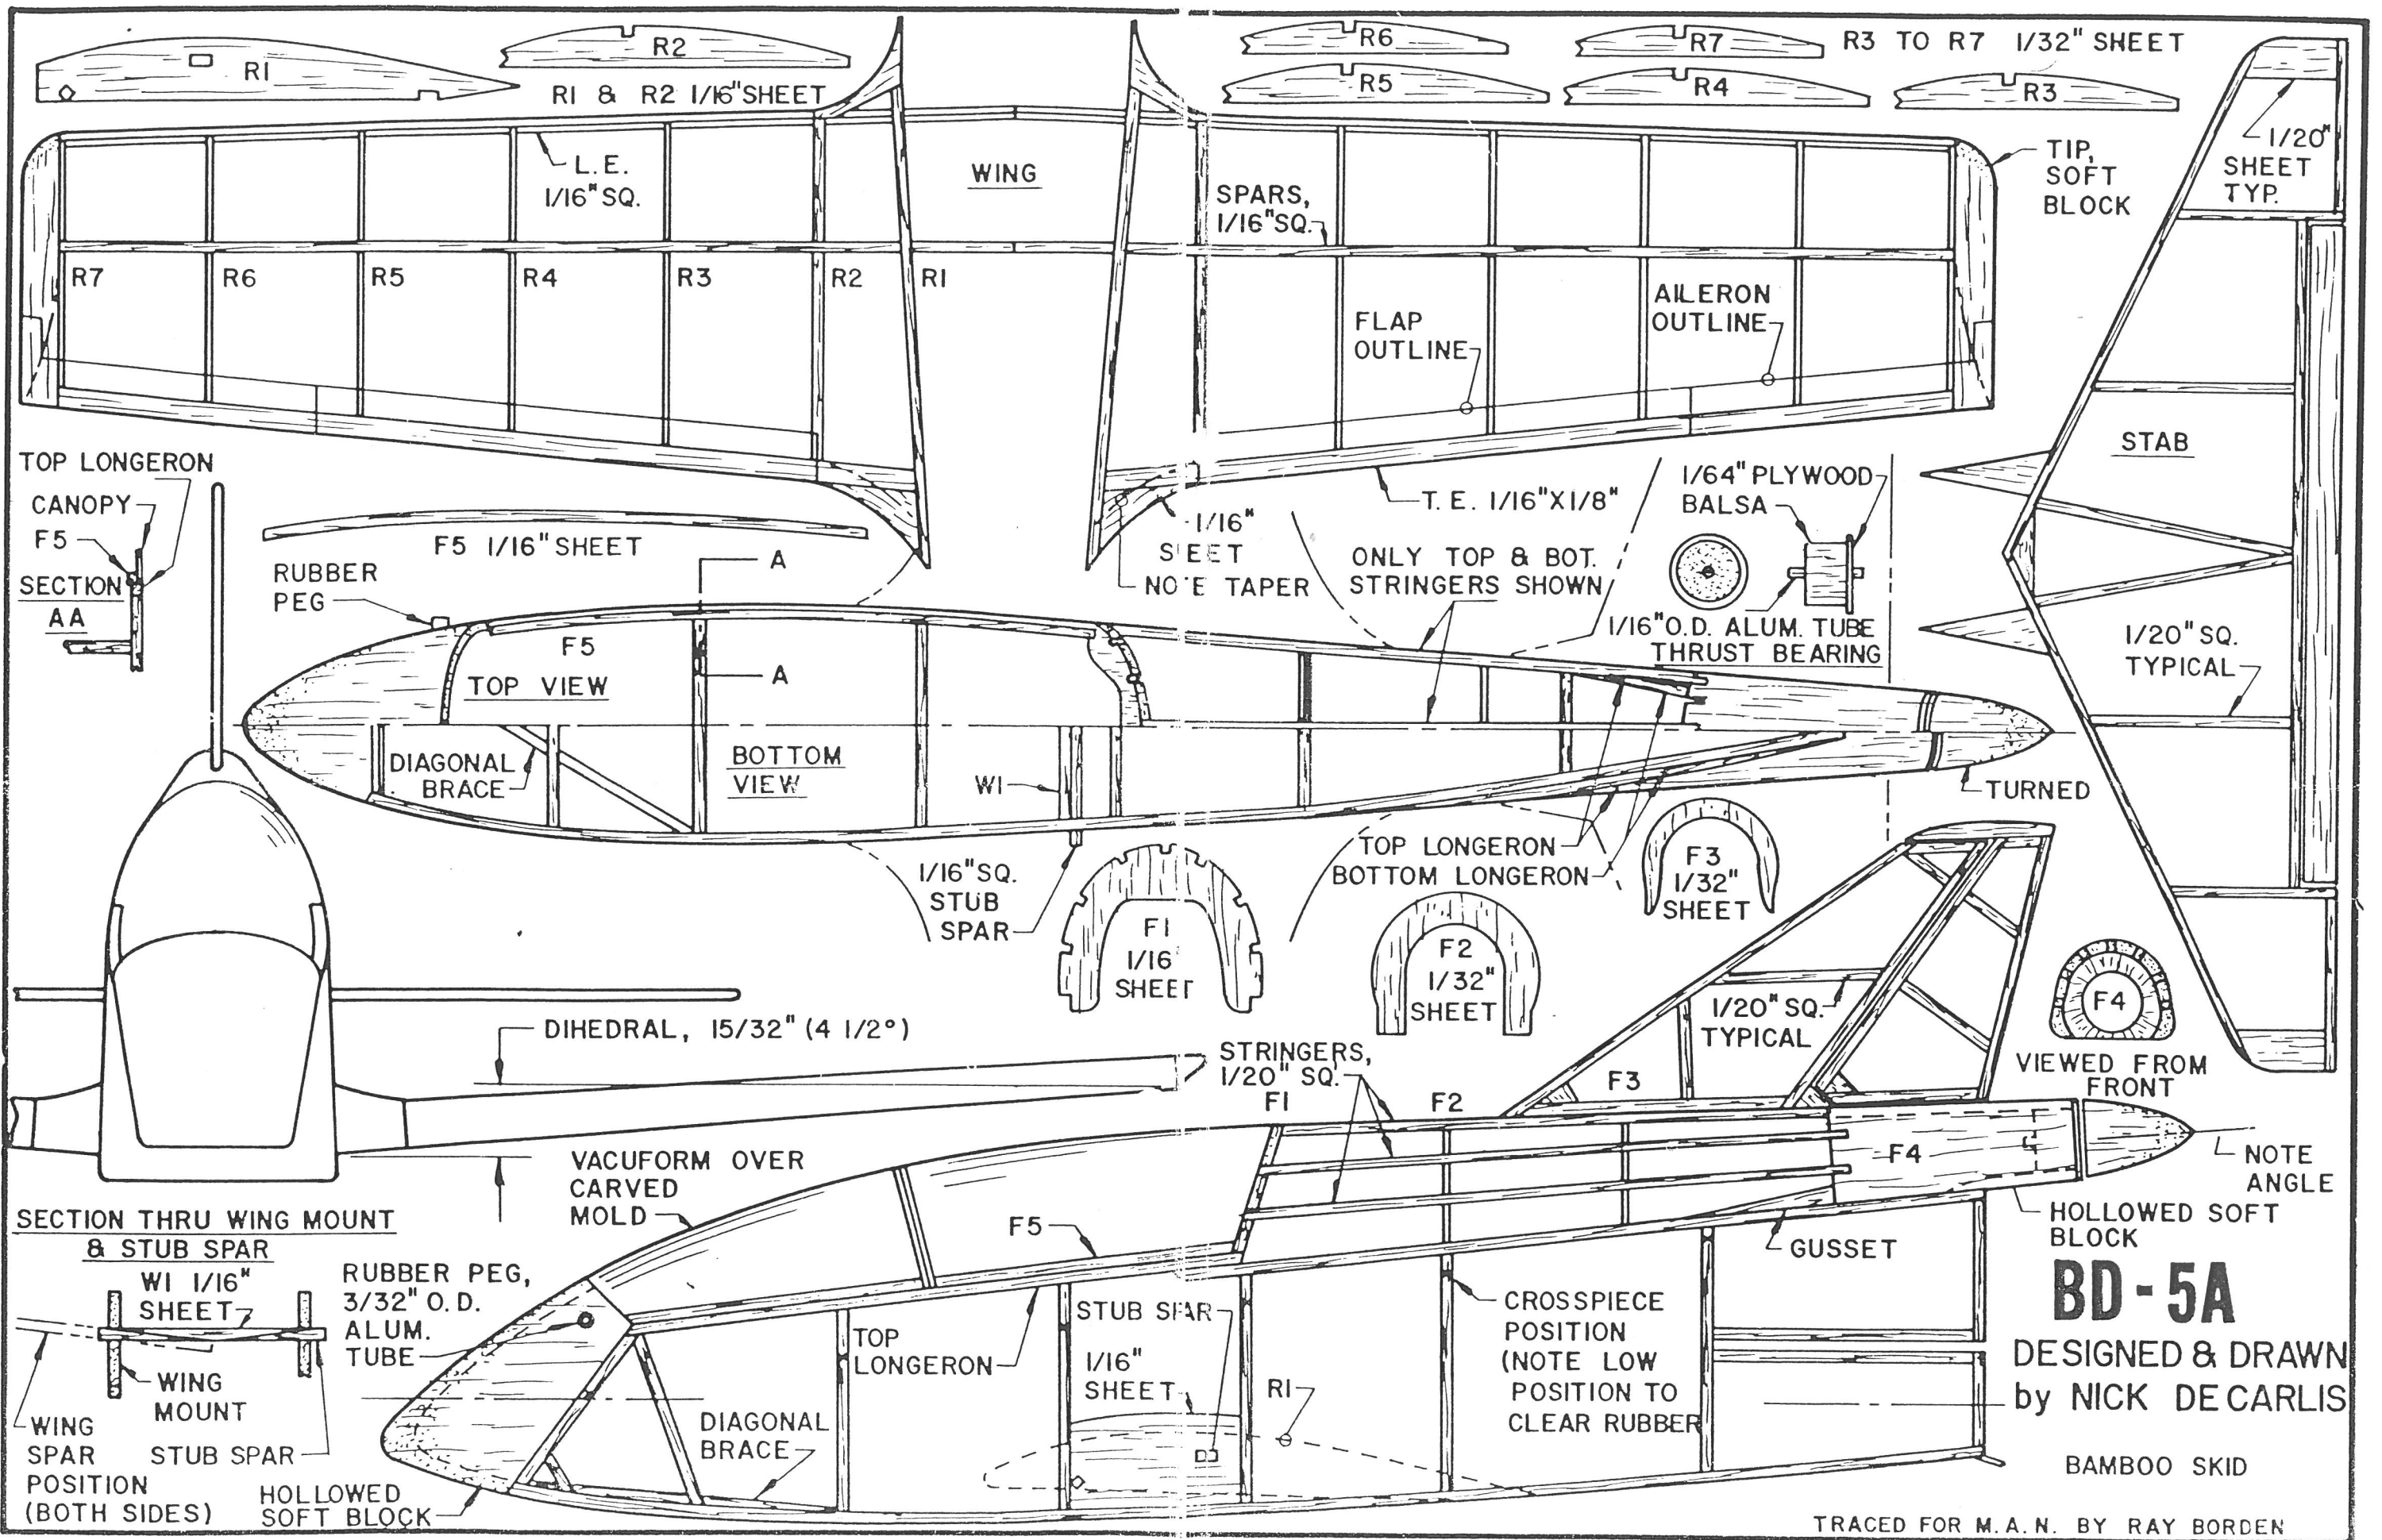 R1
R2
R1 & R2 1/16" SHEET
R6
R7
R3 TO R7 1/32" SHEET
R5
R4
R3
L.E.
1/16" SQ.
WING
SPARS,
1/16" SQ.
TIP,
SOFT
BLOCK
1/20"
SHEET
TYP.
R7
R6
R5
R4
R3
R2
R1
FLAP
OUTLINE
AILERON
OUTLINE
STAB
TOP LONGERON
CANOPY
F5
SECTION
AA
F5 1/16" SHEET
RUBBER
PEG
A
A
1/16"
SHEET
NOTE TAPER
T.E. 1/16" X 1/8"
ONLY TOP & BOT.
STRINGERS SHOWN
1/64" PLYWOOD
BALSA
1/16" O.D. ALUM. TUBE
THRUST BEARING
1/20" SQ.
TYPICAL
F5
TOP VIEW
DIAGONAL
BRACE
BOTTOM
VIEW
W1
TURNED
1/16" SQ.
STUB
SPAR
TOP LONGERON
BOTTOM LONGERON
F1
1/16
SHEET
F2
1/32"
SHEET
F3
1/32"
SHEET
F4
VIEWED FROM
FRONT
1/20" SQ.
TYPICAL
DIHEDRAL, 15/32" (4 1/2°)
STRINGERS,
1/20" SQ.
F1
F2
F3
F4
NOTE
ANGLE
HOLLOWED SOFT
BLOCK
GUSSET
VACUFORM OVER
CARVED
MOLD
F5
SECTION THRU WING MOUNT
& STUB SPAR
W1 1/16"
SHEET
WING
MOUNT
WING
SPAR
POSITION
(BOTH SIDES)
STUB SPAR
RUBBER PEG,
3/32" O.D.
ALUM.
TUBE
HOLLOWED
SOFT BLOCK
DIAGONAL
BRACE
TOP
LONGERON
STUB SPAR
1/16"
SHEET
R1
CROSSPIECE
POSITION
(NOTE LOW
POSITION TO
CLEAR RUBBER
BD-5A
DESIGNED & DRAWN
by NICK DE CARLIS
BAMBOO SKID
TRACED FOR M.A.N. BY RAY BORDEN